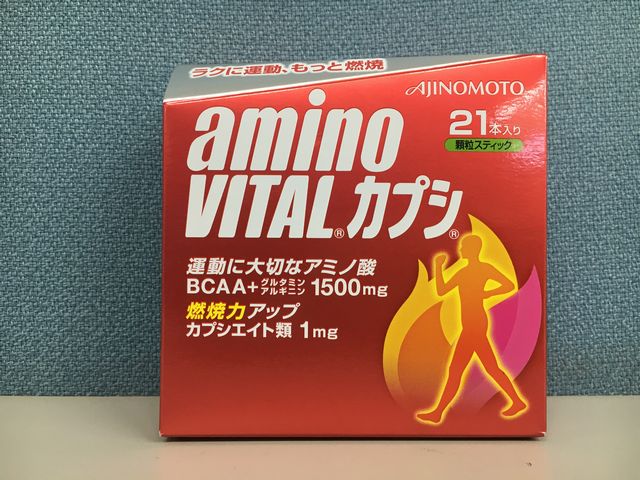 ラクに運動、もっと燃焼
AJINOMOTO
amino
VITAL® カプシ®
21本入り
顆粒スティック
運動に大切なアミノ酸
BCAA+グルタミン アルギニン 1500mg
燃焼力アップ
カプシエイト類 1mg